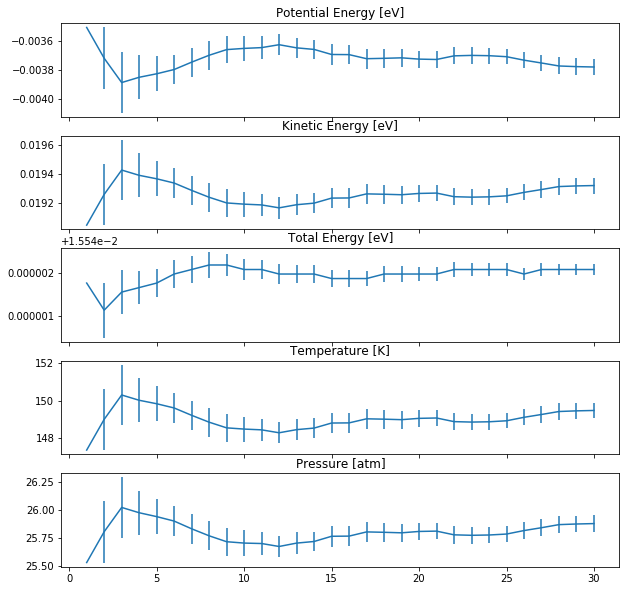 Potential Energy [eV]
−0.0036
−0.0038
−0.0040
Kinetic Energy [eV]
0.0196
0.0194
0.0192
Total Energy [eV]
+1.554e−2
0.000002
0.000001
Temperature [K]
152
150
148
Pressure [atm]
26.25
26.00
25.75
25.50
0 5 10 15 20 25 30